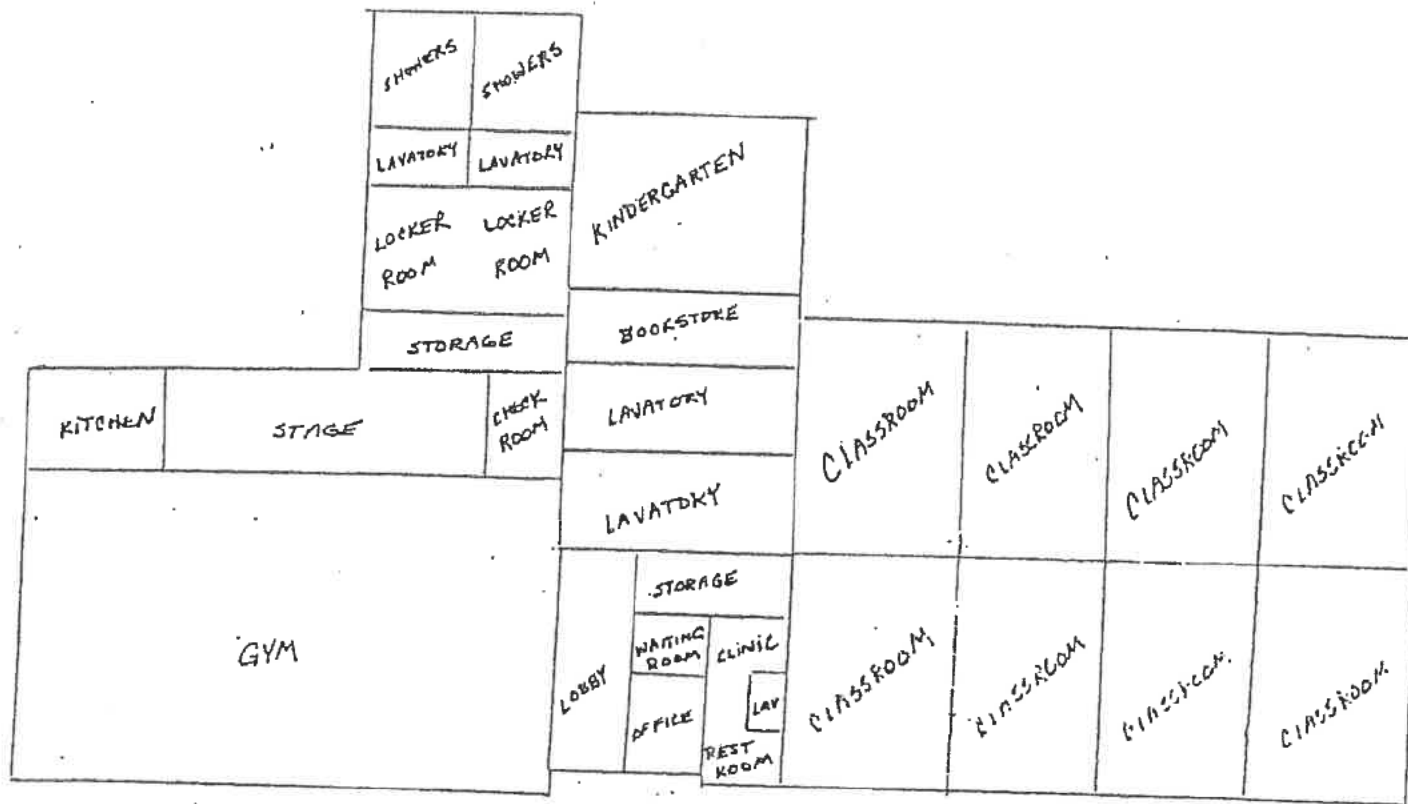 SHOWERS
SHOWERS
LAVATORY
LAVATORY
LOCKER
ROOM
LOCKER
ROOM
STORAGE
KINDERGARTEN
BOOKSTORE
LAVATORY
LAVATORY
KITCHEN
STAGE
CHECK
ROOM
GYM
LOBBY
STORAGE
WAITING
ROOM
CLINIC
LAV
OFFICE
REST
ROOM
CLASSROOM
CLASSROOM
CLASSROOM
CLASSROOM
CLASSROOM
CLASSROOM
CLASSROOM
CLASSROOM